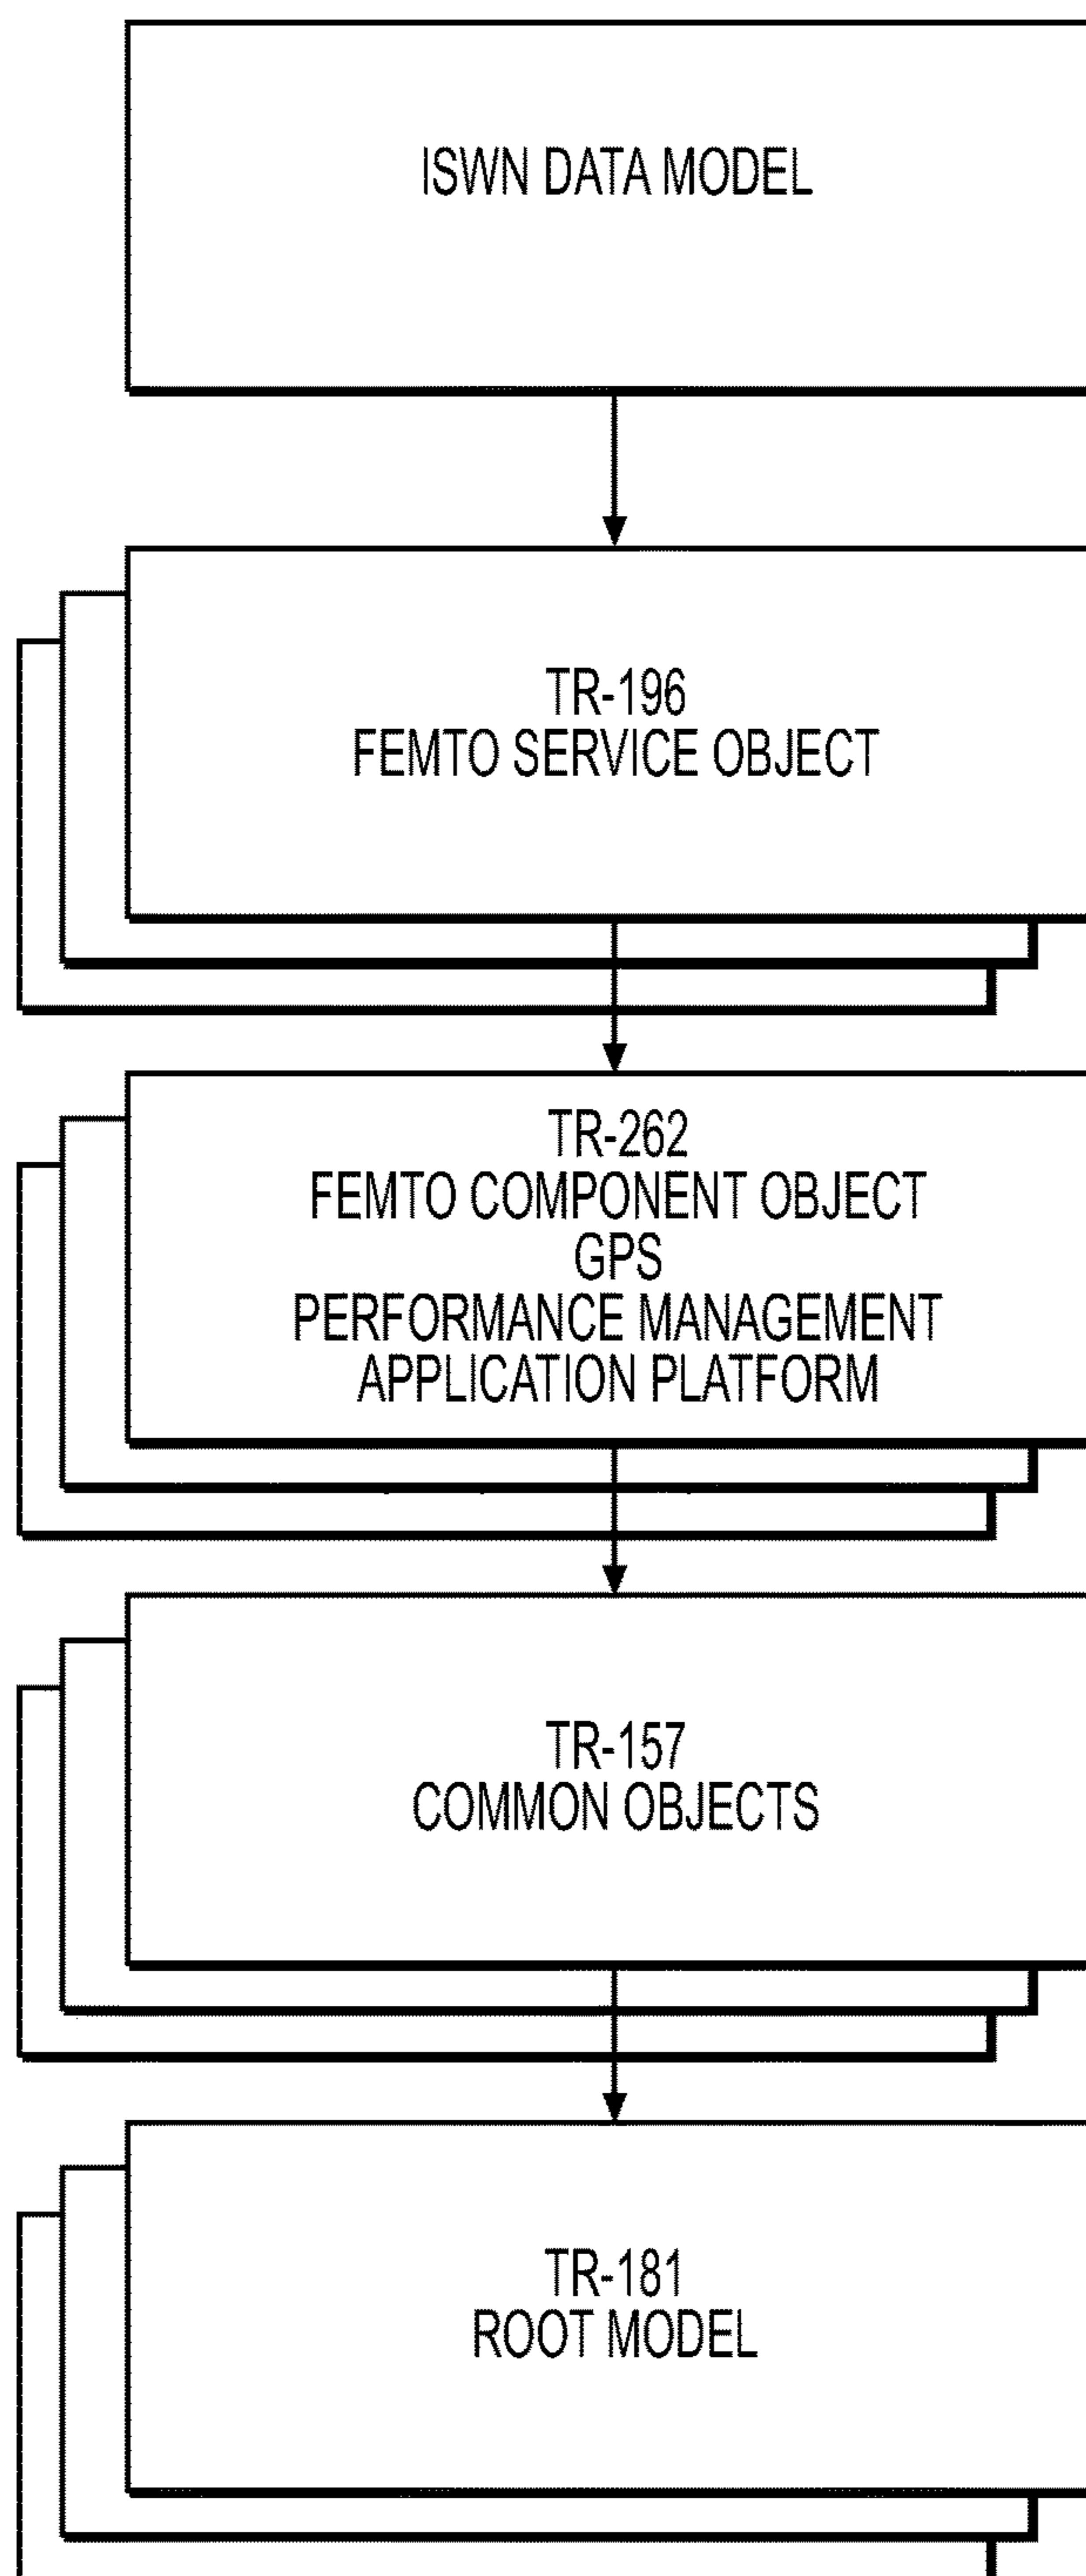 ISWN DATA MODEL
TR-196
FEMTO SERVICE OBJECT
TR-262
FEMTO COMPONENT OBJECT
GPS
PERFORMANCE MANAGEMENT
APPLICATION PLATFORM
TR-157
COMMON OBJECTS
TR-181
ROOT MODEL